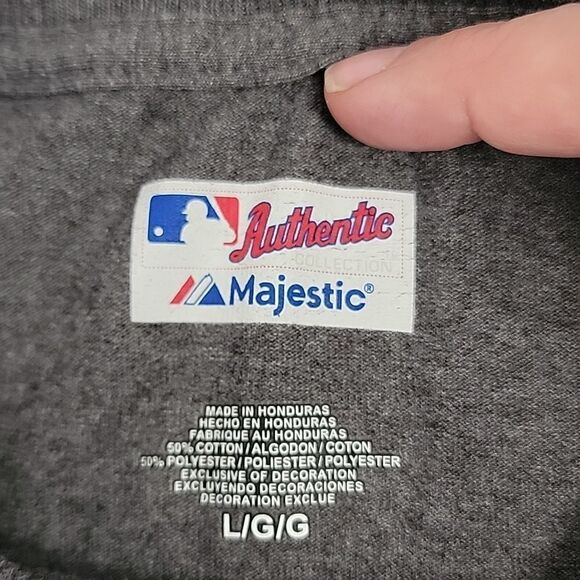 Authentic
COLLECTION
Majestic®
MADE IN HONDURAS
HECHO EN HONDURAS
FABRIQUE AU HONDURAS
50% COTTON / ALGODON / COTON
50% POLYESTER / POLIESTER / POLYESTER
EXCLUSIVE OF DECORATION
EXCLUYENDO DECORACIONES
DECORATION EXCLUE
L/G/G